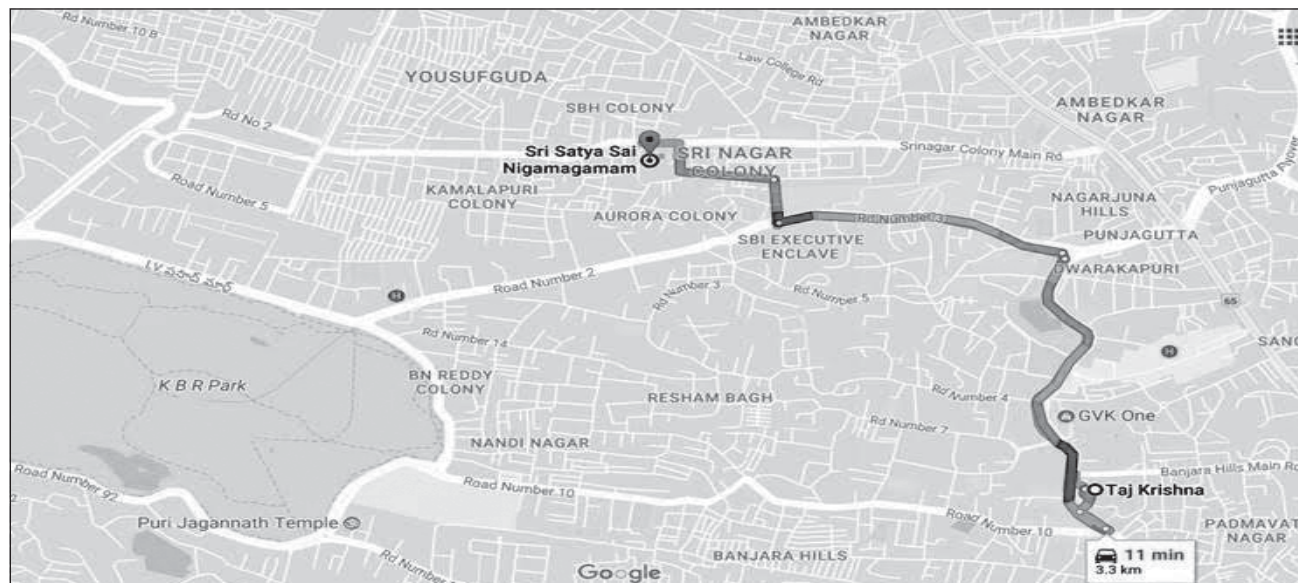 Rd Number 10 B
AMBEDKAR
NAGAR
Law College Rd
YOUSUFGUDA
SBH COLONY
AMBEDKAR
NAGAR
Rd No 2
Sri Satya Sai
Nigamagamam
SRI NAGAR
COLONY
Srinagar Colony Main Rd
Punjagutta Flyover
Road Number 5
KAMALAPURI
COLONY
NAGARJUNA
HILLS
AURORA COLONY
Rd Number 3
SBI EXECUTIVE
ENCLAVE
PUNJAGUTTA
DWARAKAPURI
Road Number 2
Rd Number 3
Rd Number 5
65
H
H
Rd Number 14
SANG
BN REDDY
COLONY
K B R Park
RESHAM BAGH
Rd Number 4
GVK One
Rd Number 7
NANDI NAGAR
Banjara Hills Main Rd
Road Number 92
Road Number 10
Taj Krishna
Puri Jagannath Temple
Road Number 10
PADMAVAT
NAGAR
BANJARA HILLS
11 min
3.3 km
Google